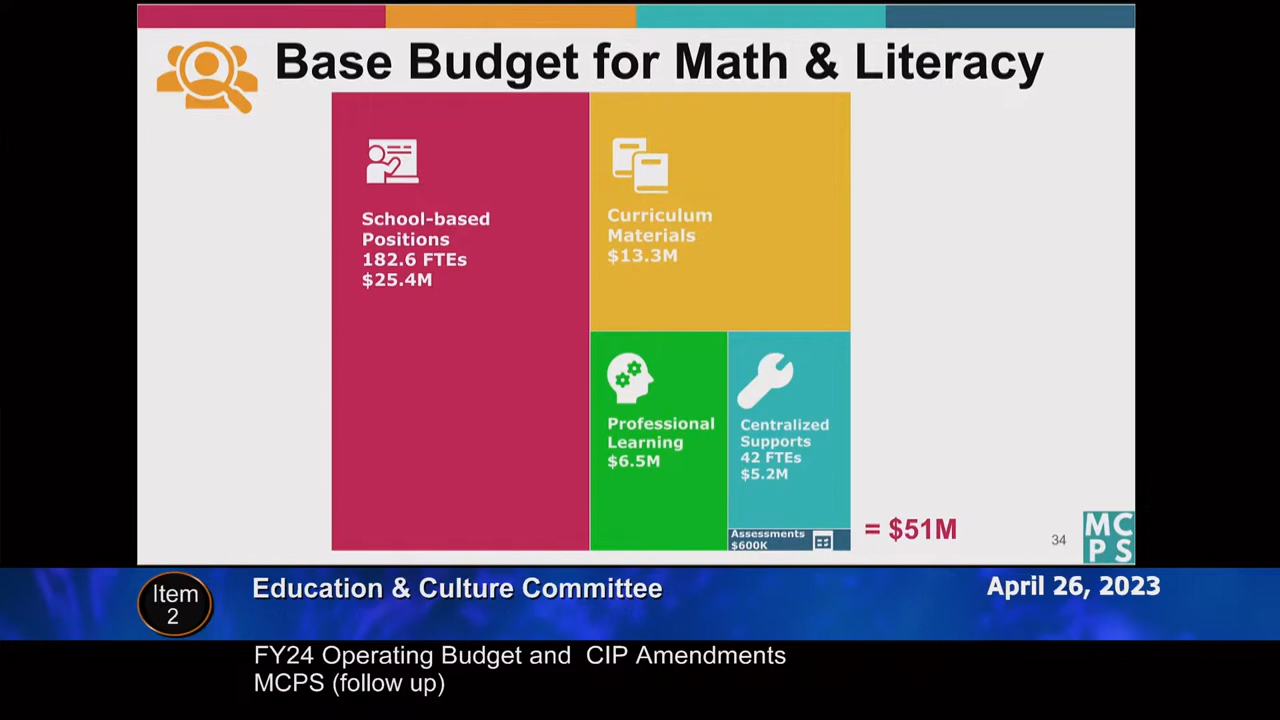 Base Budget for Math & Literacy
School-based
Positions
182.6 FTEs
$25.4M
Curriculum
Materials
$13.3M
Professional
Learning
$6.5M
Centralized
Supports
42 FTEs
$5.2M
Assessments
$600K
= $51M
34
MC
PS
Item
2
Education & Culture Committee
April 26, 2023
FY24 Operating Budget and  CIP Amendments
MCPS (follow up)